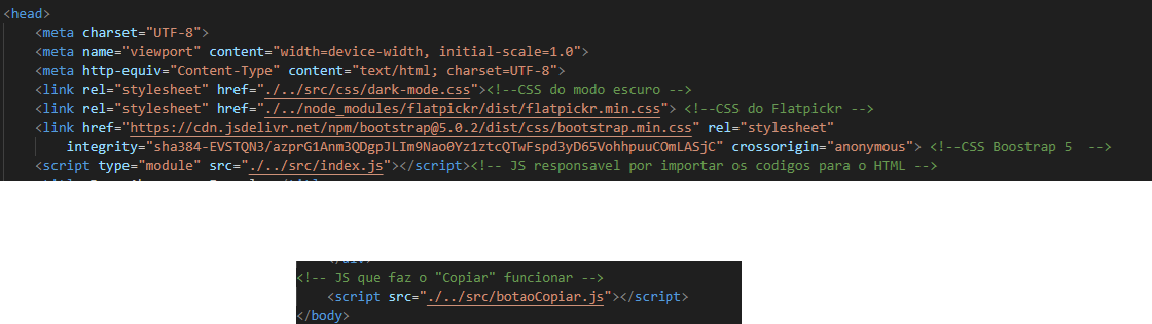 <head>
<meta charset="UTF-8">
<meta name="viewport" content="width=device-width, initial-scale=1.0">
<meta http-equiv="Content-Type" content="text/html; charset=UTF-8">
<link rel="stylesheet" href="./../src/css/dark-mode.css"><!--CSS do modo escuro -->
<link rel="stylesheet" href="./../node_modules/flatpickr/dist/flatpickr.min.css"> <!--CSS do Flatpickr -->
<link href="https://cdn.jsdelivr.net/npm/bootstrap@5.0.2/dist/css/bootstrap.min.css" rel="stylesheet"
integrity="sha384-EVSTQN3/azprG1Anm3QDgpJLIm9Nao0Yz1ztcQTwFspd3yD65VohhpuuCOmLASjC" crossorigin="anonymous"> <!--CSS Boostrap 5  -->
<script type="module" src="./../src/index.js"></script><!-- JS responsavel por importar os codigos para o HTML -->
<!-- JS que faz o "Copiar" funcionar -->
<script src="./../src/botaoCopiar.js"></script>
</body>